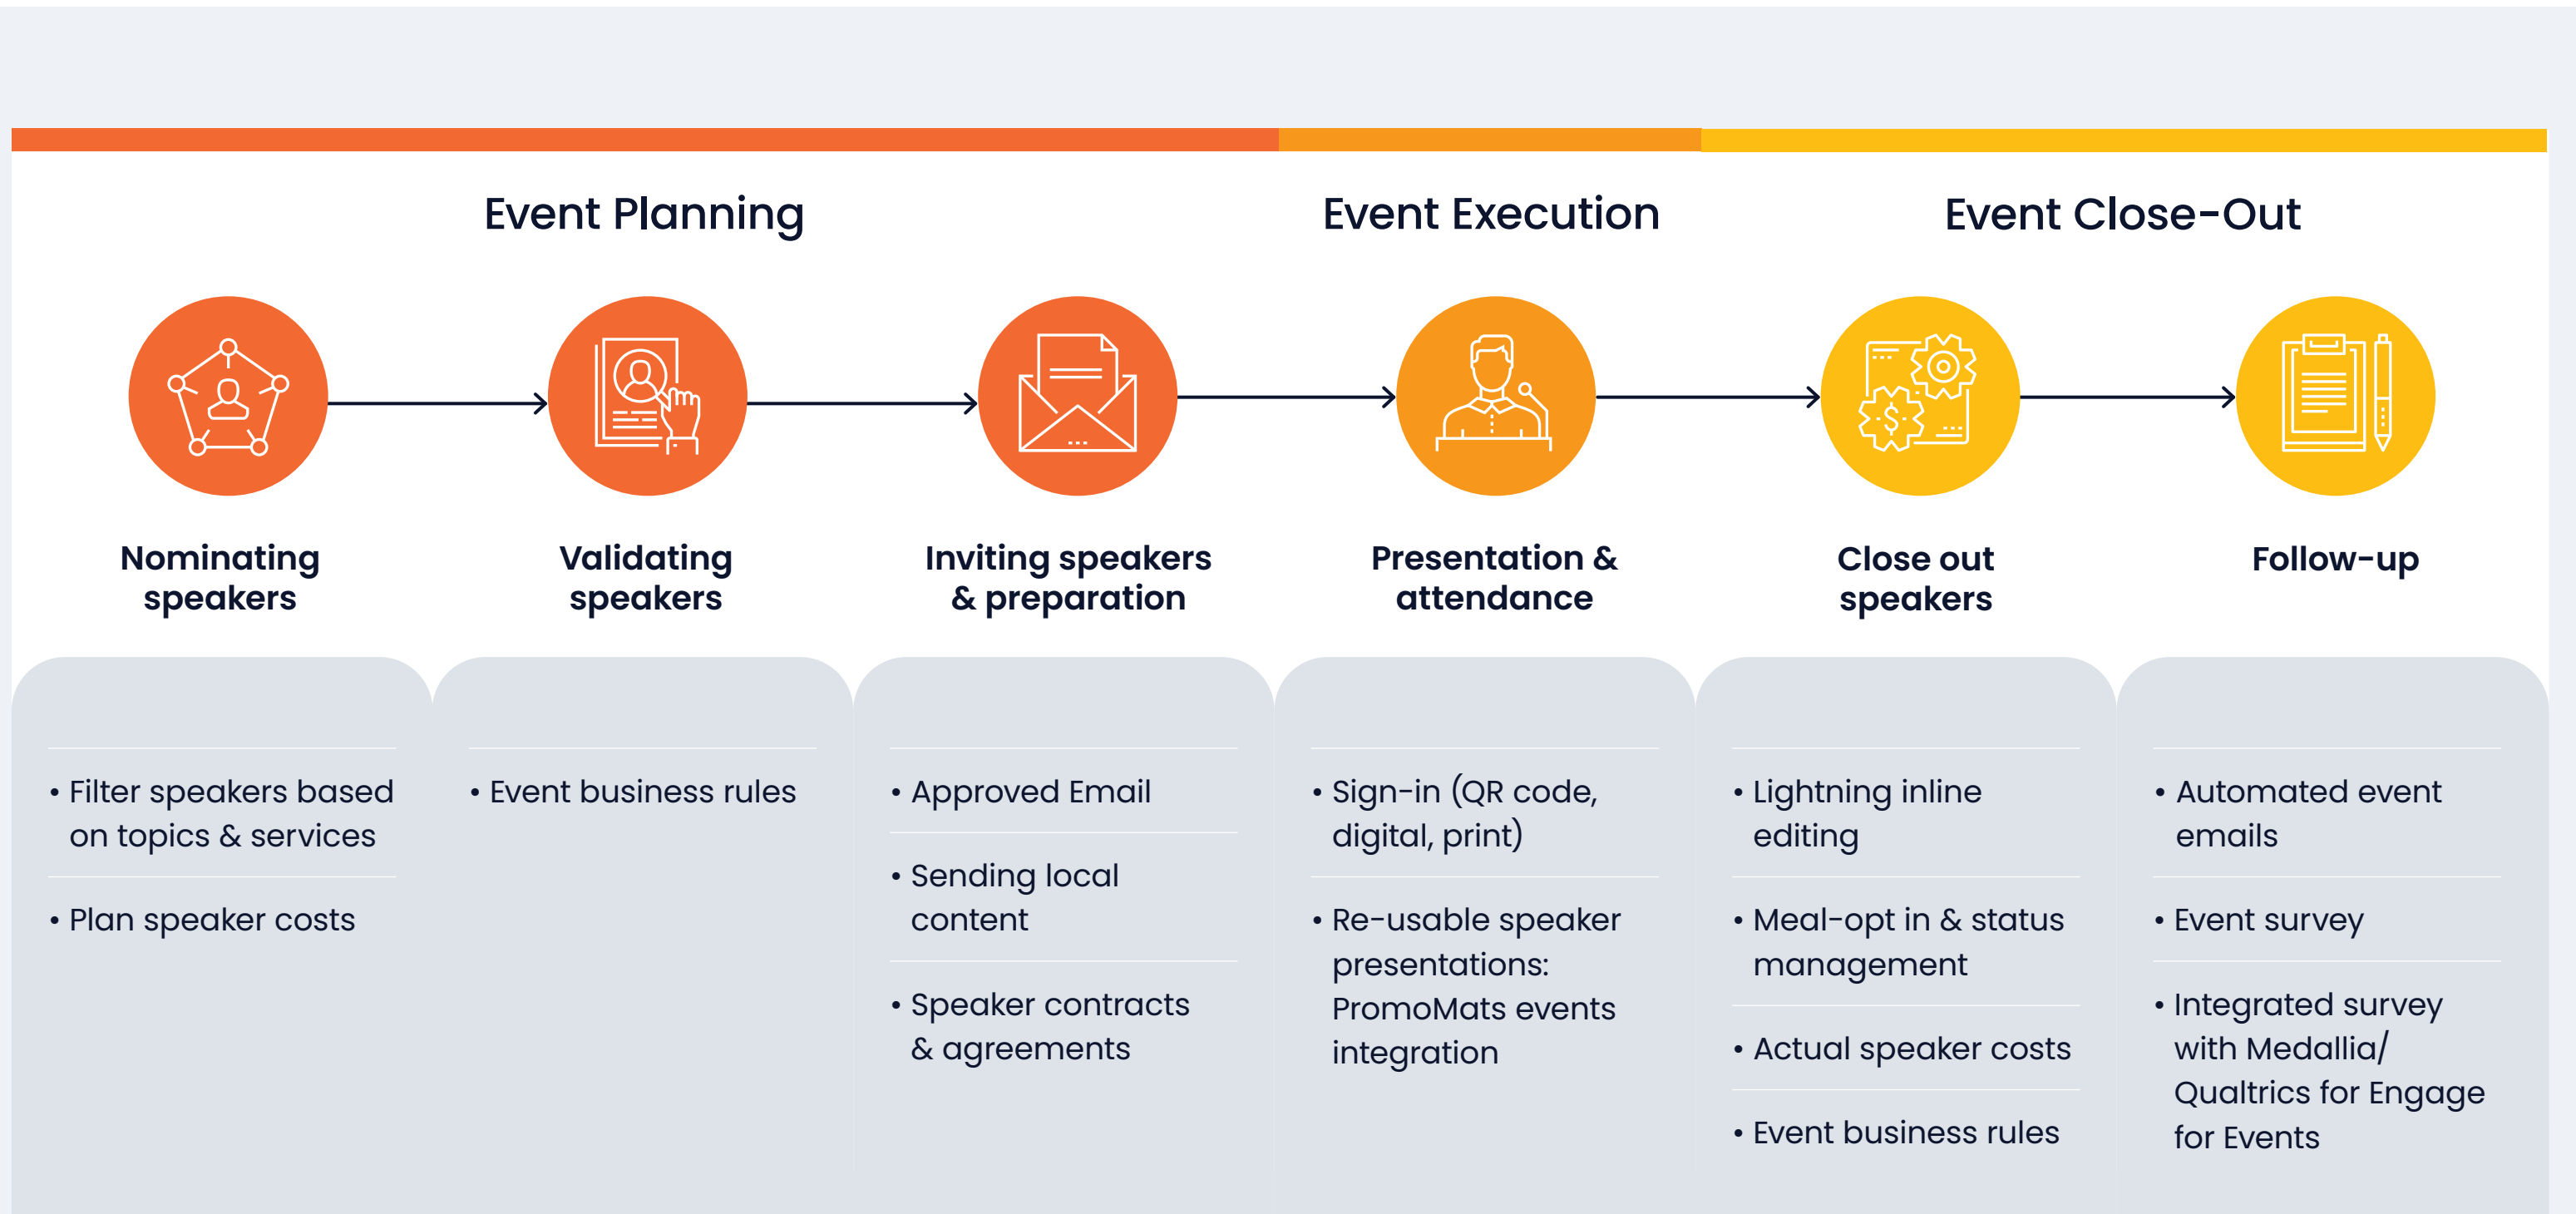 Event Planning
Event Execution
Event Close-Out
Nominating
speakers
Validating
speakers
Inviting speakers
& preparation
Presentation &
attendance
Close out
speakers
Follow-up
• Filter speakers based
on topics & services
• Plan speaker costs
• Event business rules
• Approved Email
• Sending local
content
• Speaker contracts
& agreements
• Sign-in (QR code,
digital, print)
• Re-usable speaker
presentations:
PromoMats events
integration
• Lightning inline
editing
• Meal-opt in & status
management
• Actual speaker costs
• Event business rules
• Automated event
emails
• Event survey
• Integrated survey
with Medallia/
Qualtrics for Engage
for Events